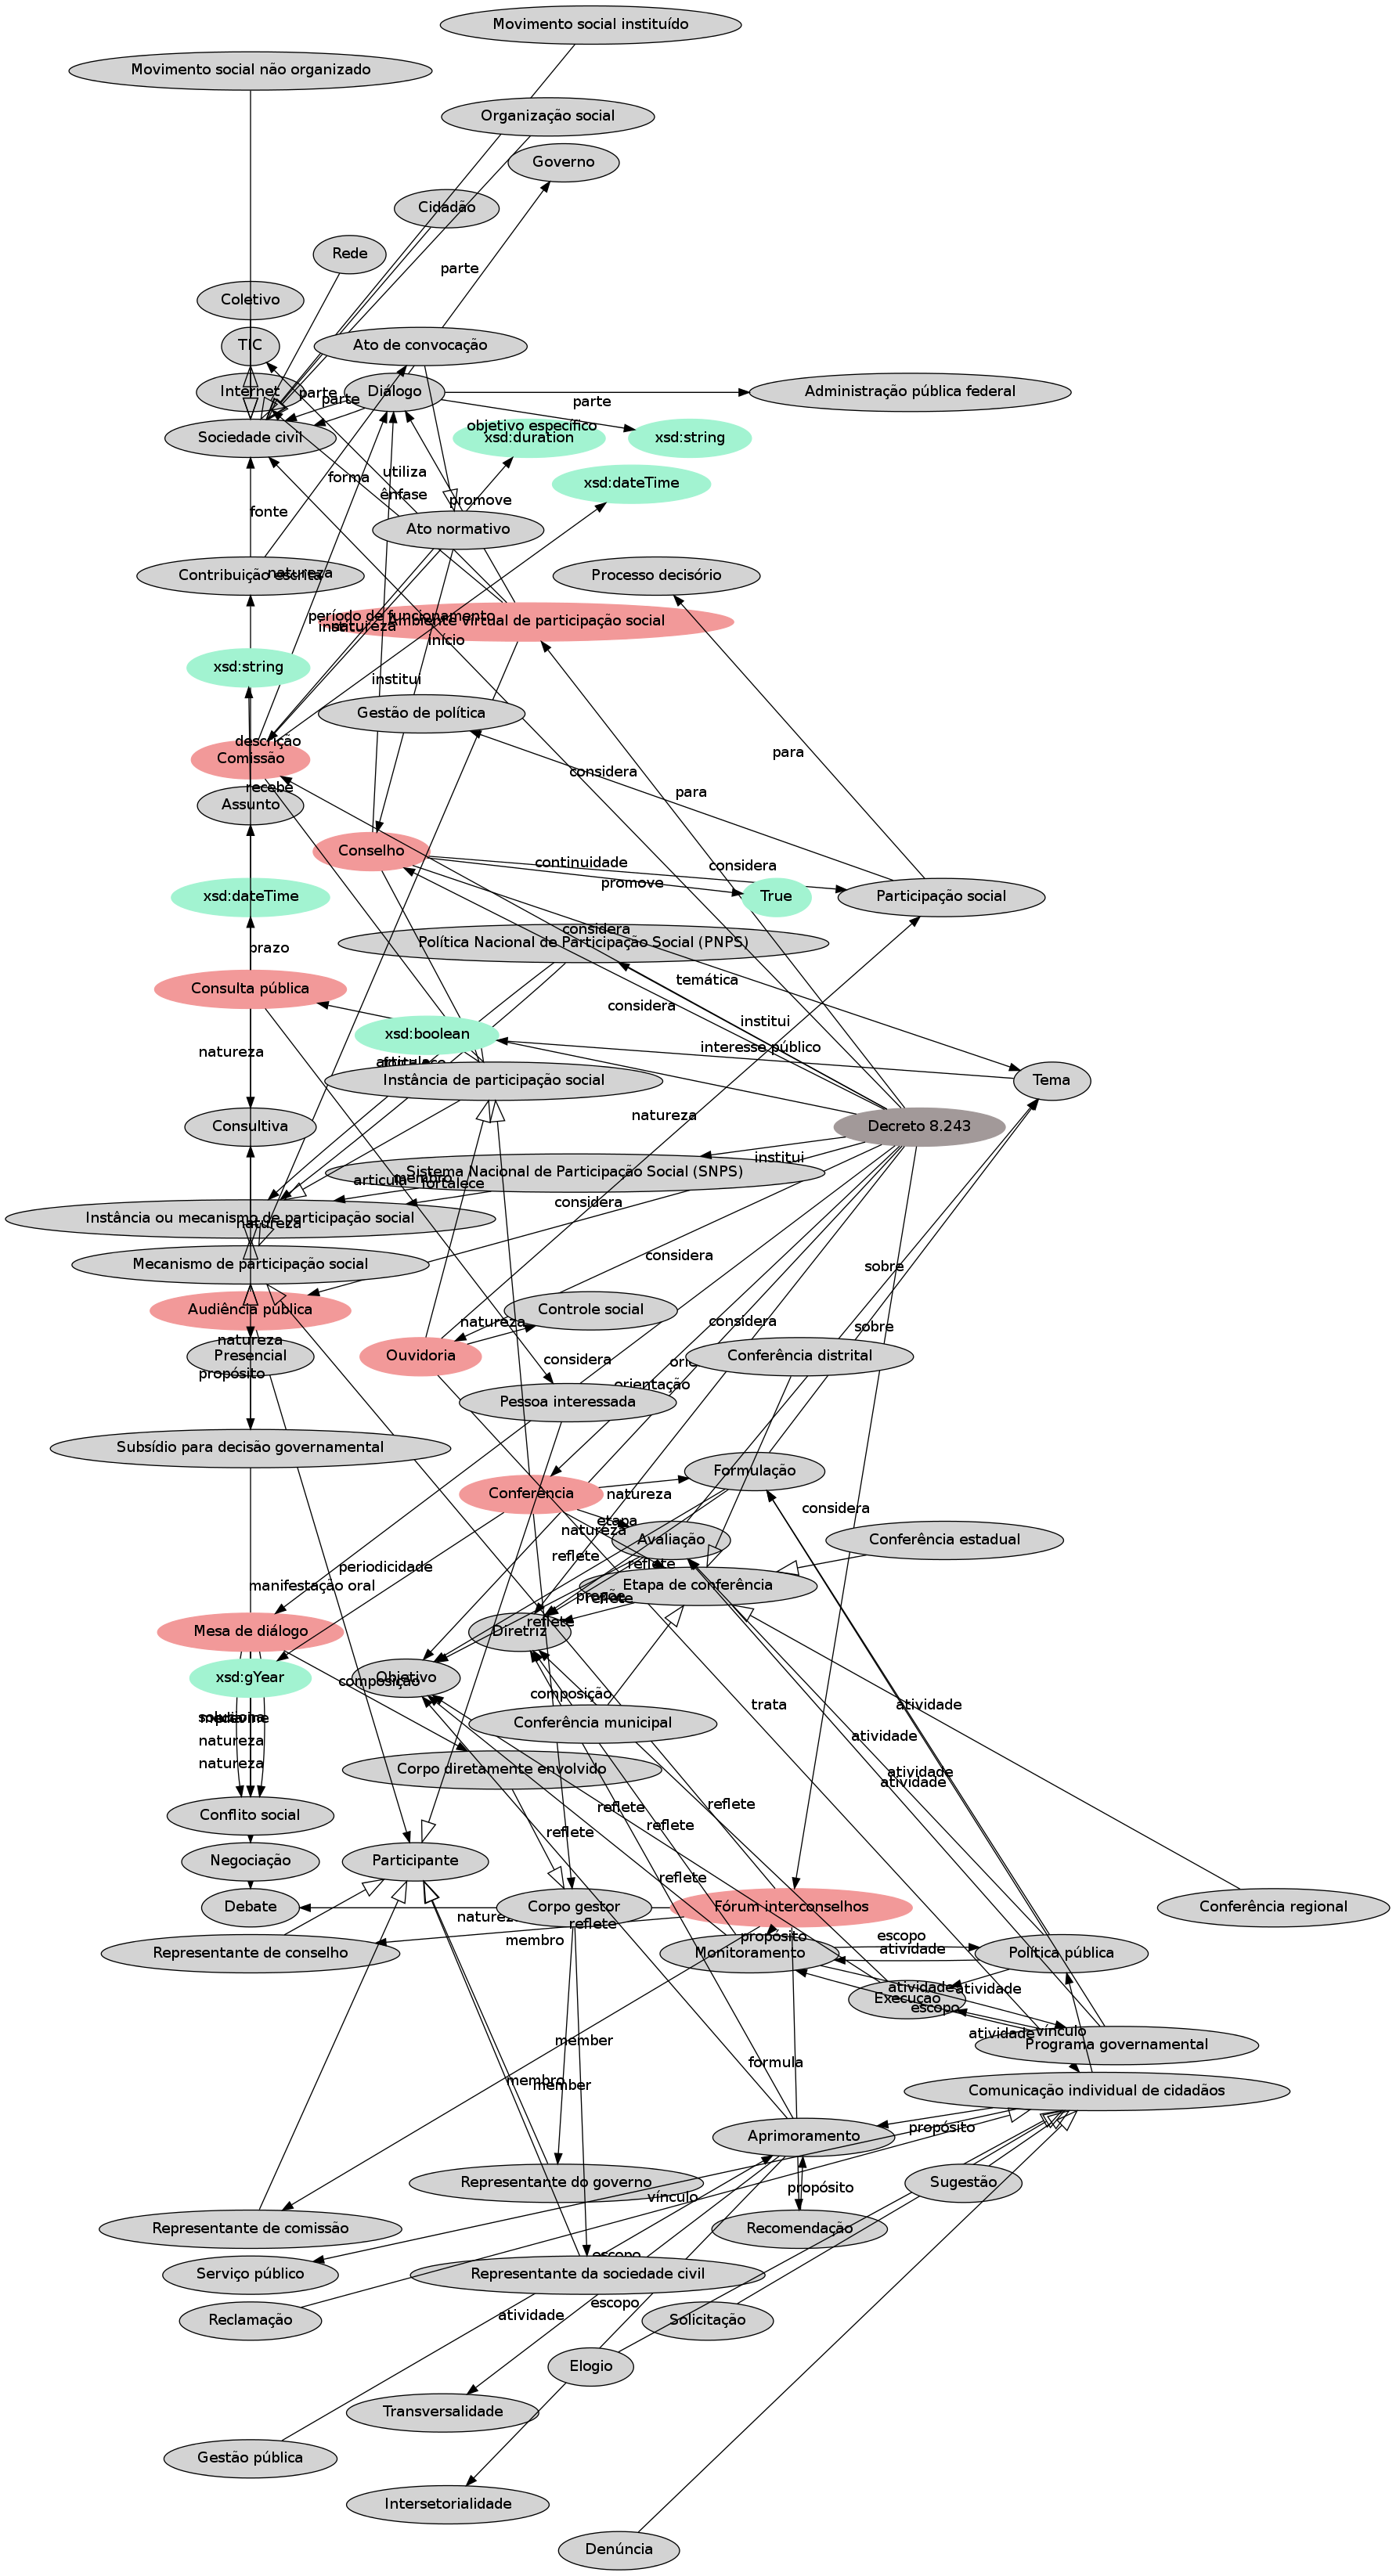 Movimento social instituído
Movimento social não organizado
Organização social
Governo
Cidadão
Rede
parte
Coletivo
TIC
Ato de convocação
Internet
Diálogo
Administração pública federal
parte
parte
parte
objetivo específico
Sociedade civil
xsd:duration
xsd:string
forma
utiliza
xsd:dateTime
ênfase
promove
fonte
Ato normativo
natureza
Contribuição escrita
Processo decisório
período de funcionamento
natureza
Ambiente virtual de participação social
início
xsd:string
institui
Gestão de política
descrição
Comissão
considera
para
recebe
para
Assunto
Conselho
continuidade
considera
promove
xsd:dateTime
True
Participação social
considera
Política Nacional de Participação Social (PNPS)
prazo
temática
Consulta pública
considera
institui
xsd:boolean
interesse público
natureza
articula
Instância de participação social
Tema
natureza
Consultiva
Decreto 8.243
institui
Sistema Nacional de Participação Social (SNPS)
articula
membro
fortalece
considera
Instância ou mecanismo de participação social
natureza
considera
Mecanismo de participação social
sobre
Audiência pública
Controle social
natureza
considera
sobre
natureza
Presencial
Ouvidoria
considera
Conferência distrital
propósito
orientação
Pessoa interessada
Subsídio para decisão governamental
Formulação
Conferência
natureza
considera
etapa
natureza
Avaliação
Conferência estadual
periodicidade
reflete
reflete
manifestação oral
Etapa de conferência
propõe
reflete
reflete
Mesa de diálogo
Diretriz
xsd:gYear
composição
Objetivo
composição
trata
atividade
soluciona
previne
Conferência municipal
atividade
natureza
natureza
Corpo diretamente envolvido
atividade
atividade
reflete
reflete
Conflito social
reflete
reflete
Negociação
Participante
reflete
Debate
natureza
Corpo gestor
Fórum interconselhos
Conferência regional
reflete
propósito
escopo
membro
Representante de conselho
Monitoramento
atividade
Política pública
atividade
atividade
Execução
escopo
atividade
vínculo
member
Programa governamental
formula
membro
member
Comunicação individual de cidadãos
propósito
Aprimoramento
Representante do governo
vínculo
propósito
Sugestão
Representante de comissão
Recomendação
escopo
Serviço público
Representante da sociedade civil
escopo
atividade
Reclamação
Solicitação
Elogio
Transversalidade
Gestão pública
Intersetorialidade
Denúncia